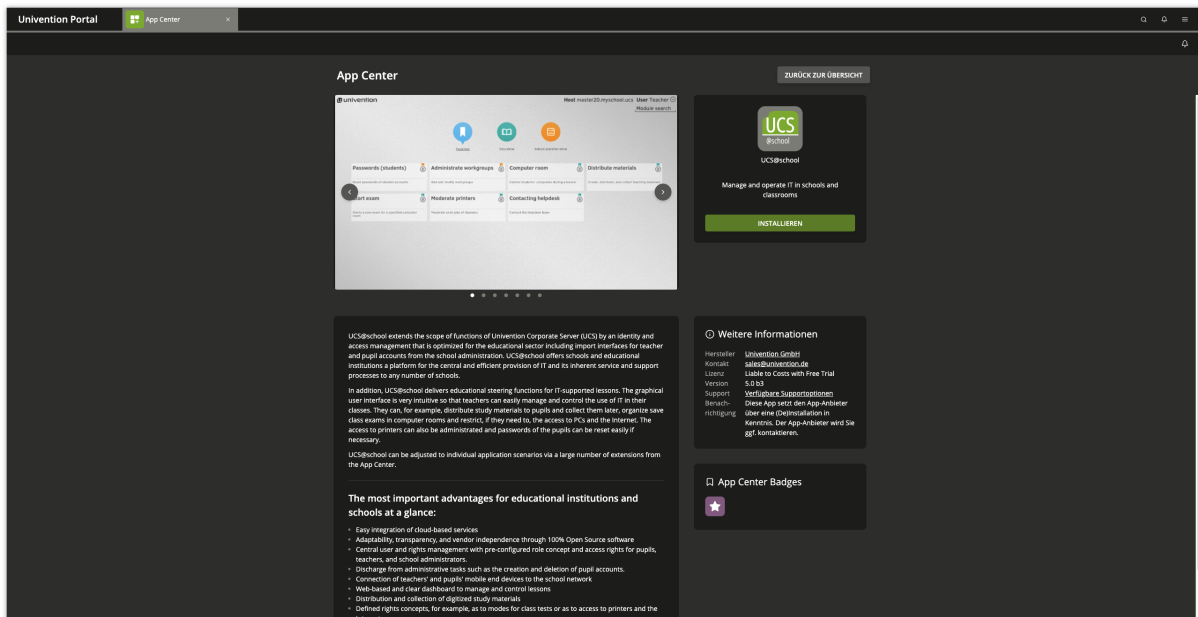 Univention Portal
App Center
App Center
ZURÜCK ZUR ÜBERSICHT
univention
Host master20.myschool.ucs User Teacher
Module search
Favorites
Education
Passwords (students)
Administrate workgroups
Computer room
Distribute materials
Start exam
Moderate printers
Contacting helpdesk
Contact the helpdesk team
UCS
@school
UCS@school
Manage and operate IT in schools and
classrooms
INSTALLIEREN
UCS@school extends the scope of functions of Univention Corporate Server (UCS) by an identity and
access management that is optimized for the educational sector including import interfaces for teacher
and pupil accounts from the school administration. UCS@school offers schools and educational
institutions a platform for the central and efficient provision of IT and its inherent service and support
processes to any number of schools.
In addition, UCS@school delivers educational steering functions for IT-supported lessons. The graphical
user interface is very intuitive so that teachers can easily manage and control the use of IT in their
classes. They can, for example, distribute study materials to pupils and collect them later, organize save
class exams in computer rooms and restrict, if they need to, the access to PCs and the Internet. The
access to printers can also be administrated and passwords of the pupils can be reset easily if
necessary.
UCS@school can be adjusted to individual application scenarios via a large number of extensions from
the App Center.
The most important advantages for educational institutions and
schools at a glance:
Easy integration of cloud-based services
Adaptability, transparency, and vendor independence through 100% Open Source software
Central user and rights management with pre-configured role concept and access rights for pupils,
teachers, and school administrators.
Discharge from administrative tasks such as the creation and deletion of pupil accounts.
Connection of teachers' and pupils' mobile end devices to the school network
Web-based and clear dashboard to manage and control lessons
Distribution and collection of digitized study materials
Defined rights concepts, for example, as to modes for class tests or as to access to printers and the
Weitere Informationen
Hersteller Univention GmbH
Kontakt sales@univention.de
Lizenz Liable to Costs with Free Trial
Version 5.0 b3
Support Verfügbare Supportoptionen
Benach- Diese App setzt den App-Anbieter
richtigung über eine (De)Installation in
Kenntnis. Der App-Anbieter wird Sie
ggf. kontaktieren.
App Center Badges